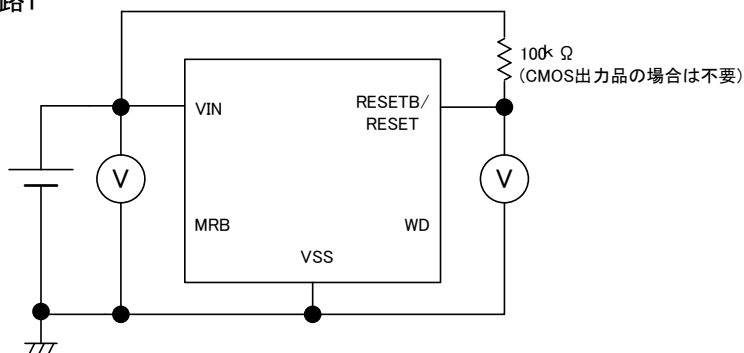 路1
100k Ω
(CMOS出力品の場合は不要)
VIN
RESETB/
RESET
V
V
MRB
WD
VSS